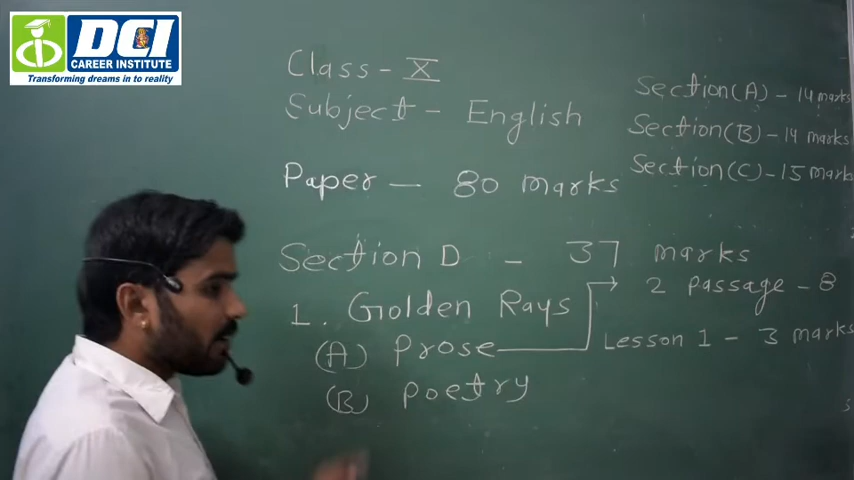 DCI
CAREER INSTITUTE
Transforming dreams in to reality
Class - X
Subject - English
Paper - 80 marks
Section(A) - 14 marks
Section(B) - 14 marks
Section(C) - 15 mark
Section D - 37 marks
1. Golden Rays
(A) Prose
2 passage - 8
Lesson 1 - 3 marks
(B) Poetry